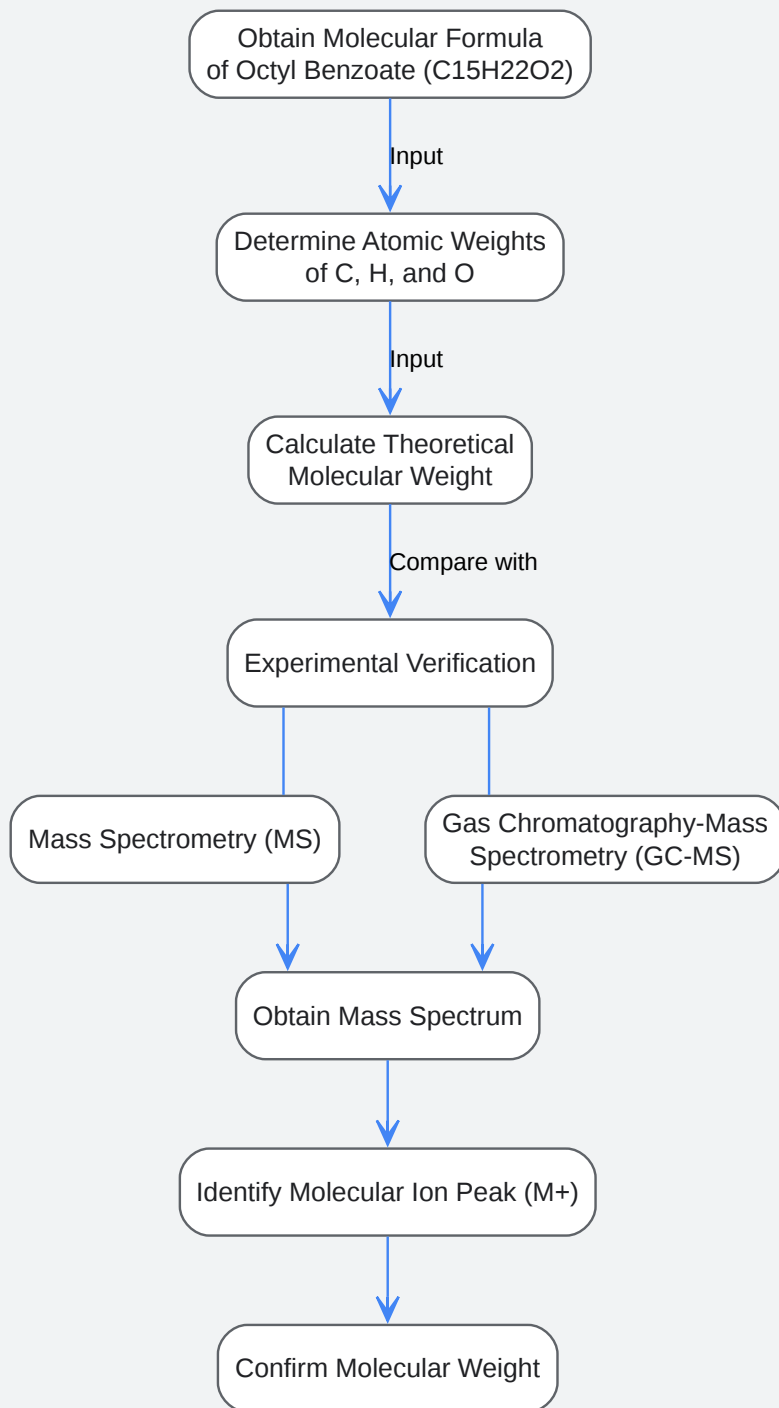 Obtain Molecular Formula
of Octyl Benzoate (C15H22O2)
Input
Determine Atomic Weights
of C, H, and O
Input
Calculate Theoretical
Molecular Weight
Compare with
Experimental Verification
Mass Spectrometry (MS)
Gas Chromatography-Mass
Spectrometry (GC-MS)
Obtain Mass Spectrum
Identify Molecular Ion Peak (M+)
Confirm Molecular Weight